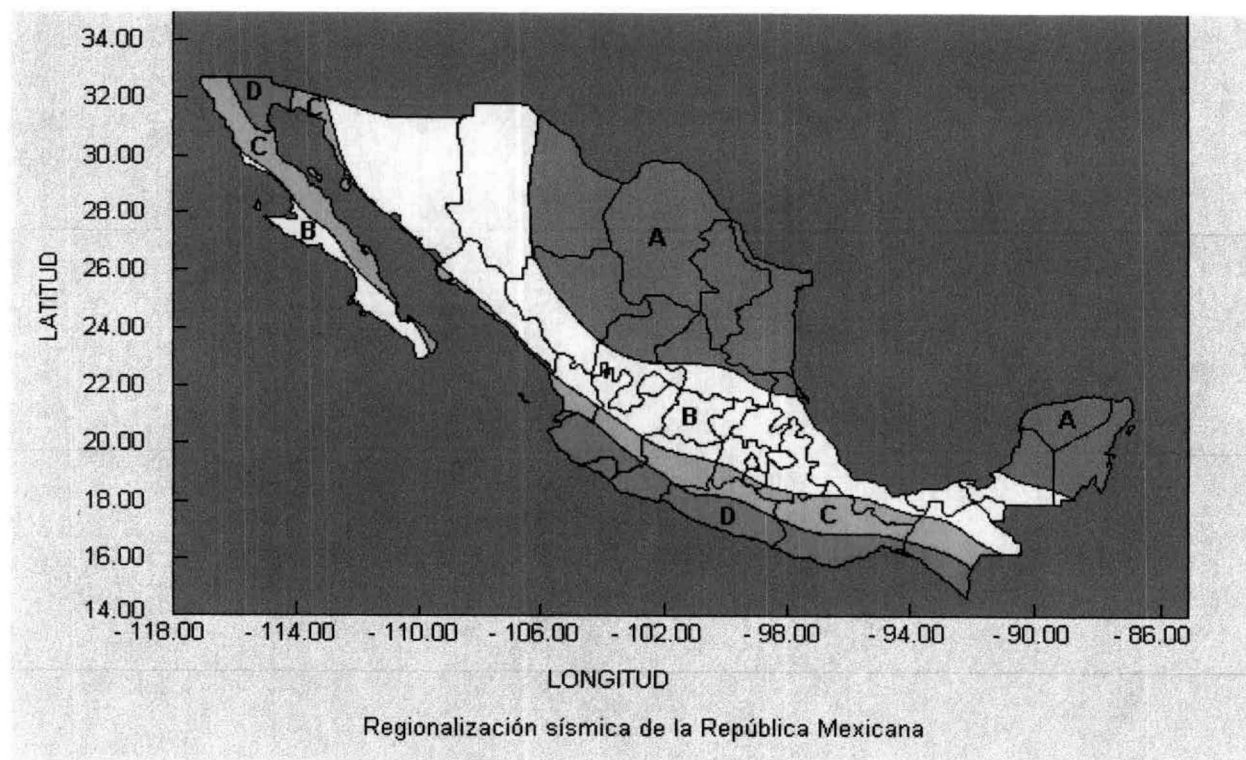 34.00
32.00
30.00
28.00
26.00
24.00
22.00
20.00
18.00
16.00
14.00
LATITUD
D
C
C
B
A
B
A
D
C
- 118.00 - 114.00 - 110.00 - 106.00 - 102.00 - 98.00 - 94.00 - 90.00 - 86.00
LONGITUD
Regionalización sísmica de la República Mexicana